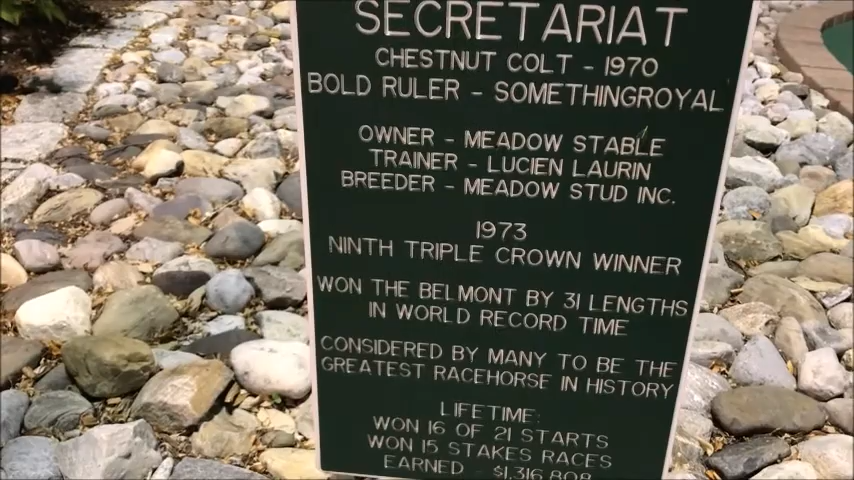 SECRETARIAT
CHESTNUT COLT - 1970
BOLD RULER - SOMETHINGROYAL
OWNER - MEADOW STABLE
TRAINER - LUCIEN LAURIN
BREEDER - MEADOW STUD INC.
1973
NINTH TRIPLE CROWN WINNER
WON THE BELMONT BY 31 LENGTHS
IN WORLD RECORD TIME
CONSIDERED BY MANY TO BE THE
GREATEST RACEHORSE IN HISTORY
LIFETIME:
WON 16 OF 21 STARTS
WON 15 STAKES RACES
EARNED - $1,316,808